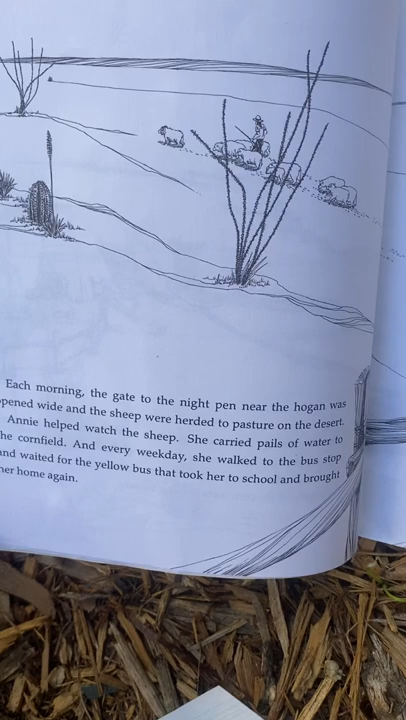 Each morning, the gate to the night pen near the hogan was
opened wide and the sheep were herded to pasture on the desert.
Annie helped watch the sheep. She carried pails of water to
the cornfield. And every weekday, she walked to the bus stop
and waited for the yellow bus that took her to school and brought
her home again.